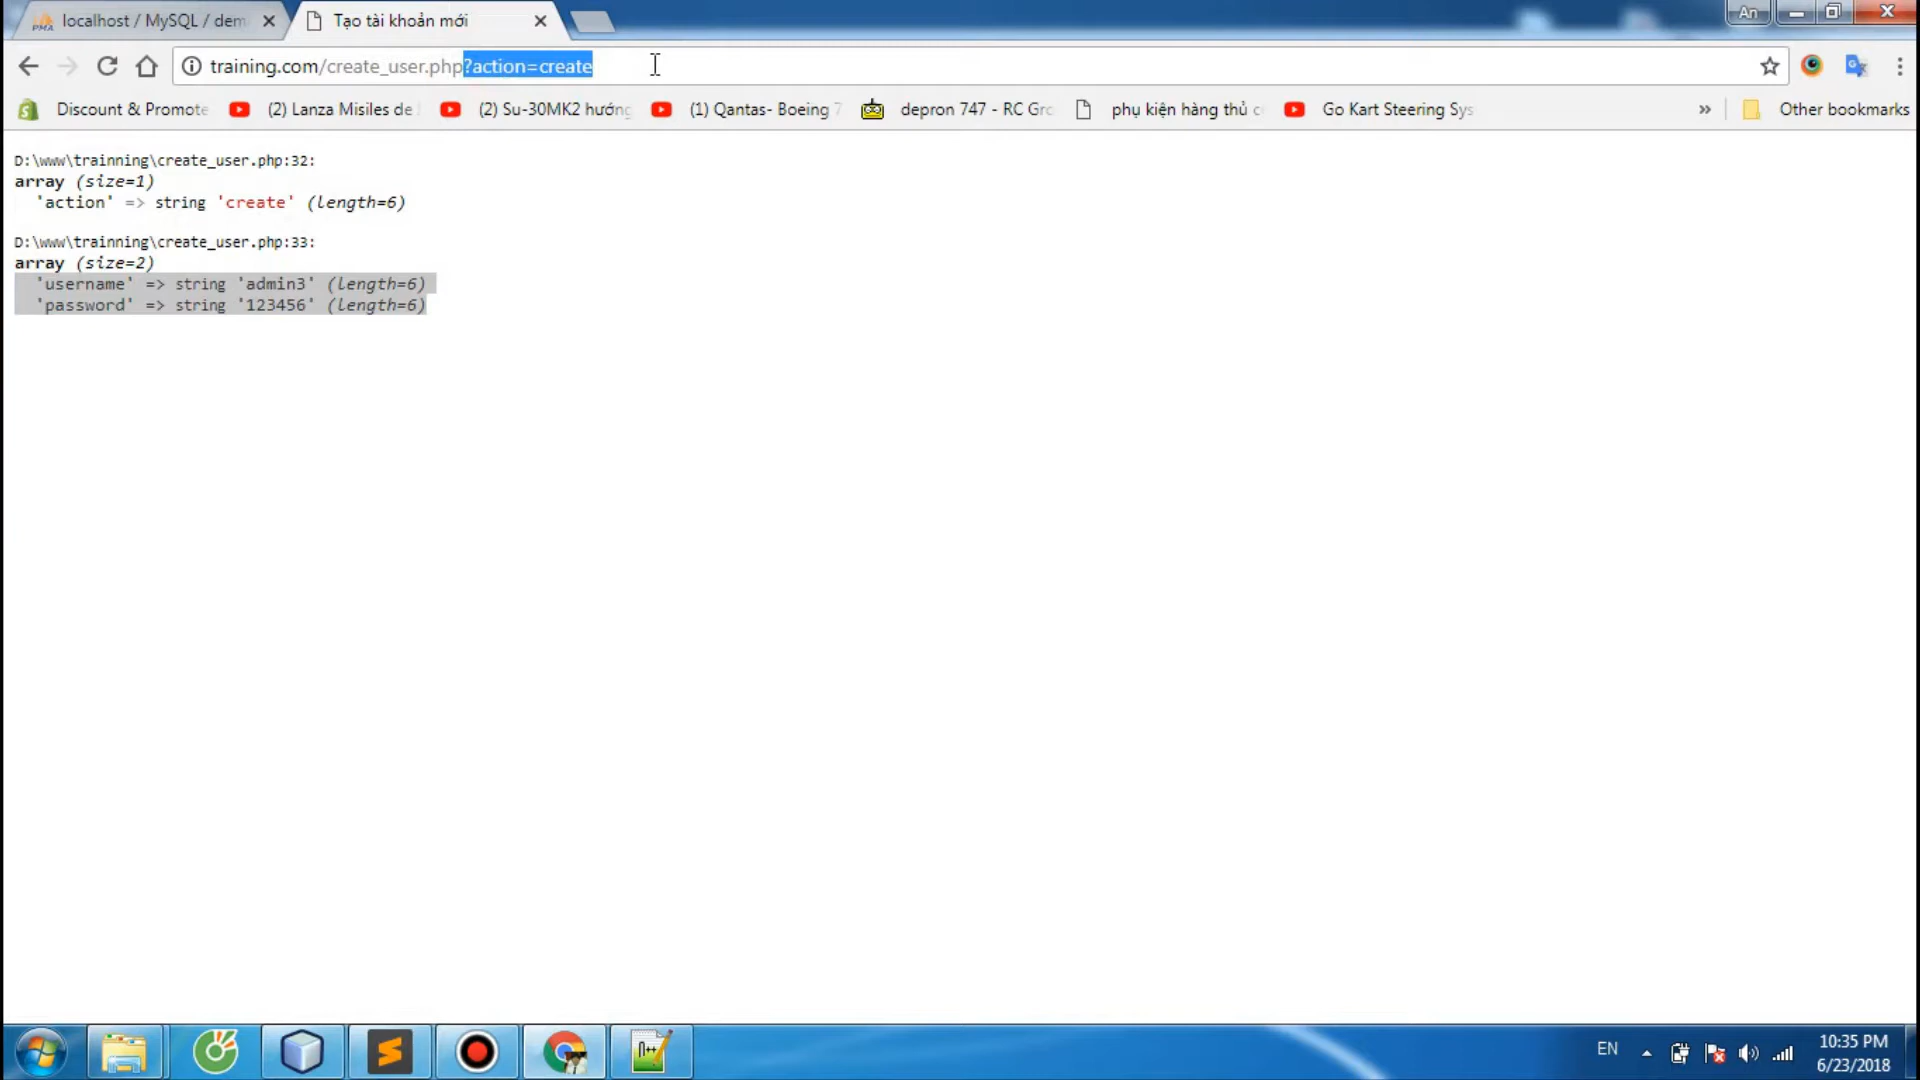 localhost / MySQL / dem
Tạo tài khoản mới
An
training.com/create_user.php?action=create
Discount & Promote
(2) Lanza Misiles de
(2) Su-30MK2 hướng
(1) Qantas- Boeing 7
depron 747 - RC Gro
phụ kiện hàng thủ c
Go Kart Steering Sys
»
Other bookmarks
D:\www\trainning\create_user.php:32:
array (size=1)
'action' => string 'create' (length=6)
D:\www\trainning\create_user.php:33:
array (size=2)
'username' => string 'admin3' (length=6)
'password' => string '123456' (length=6)
EN
10:35 PM
6/23/2018